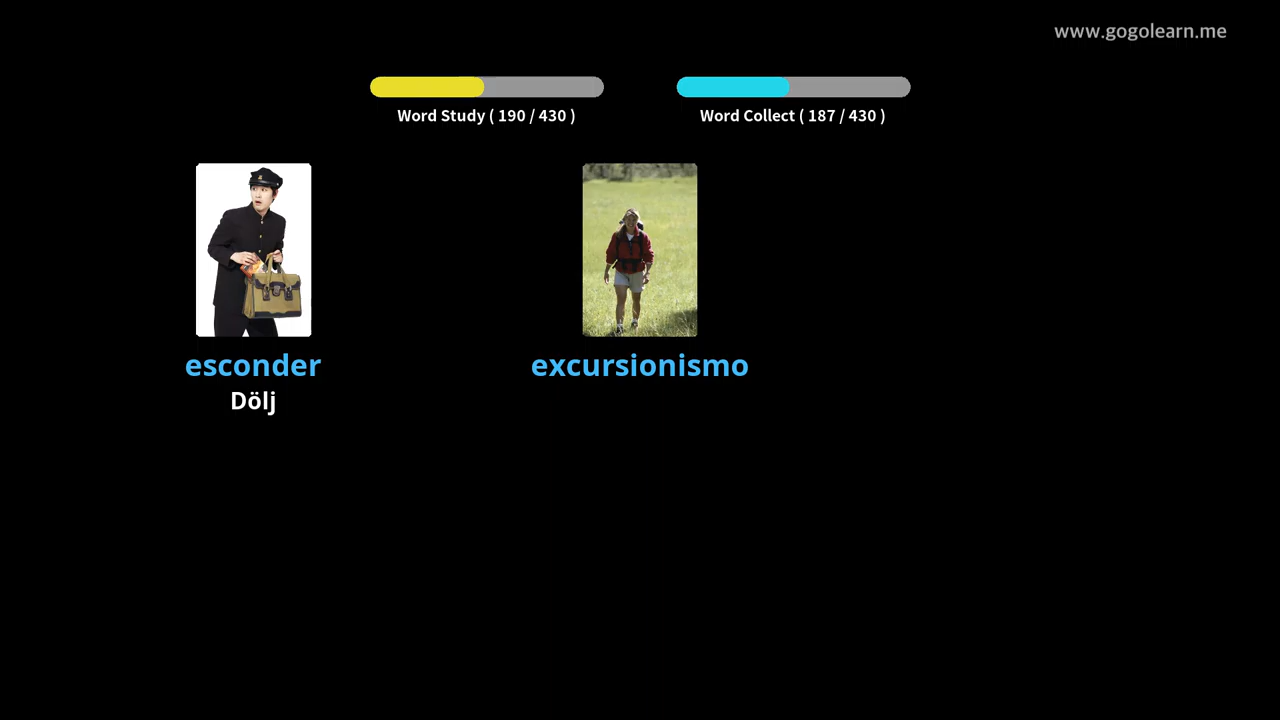 www.gogolearn.me
Word Study ( 190 / 430 )
Word Collect ( 187 / 430 )
esconder
Dölj
excursionismo